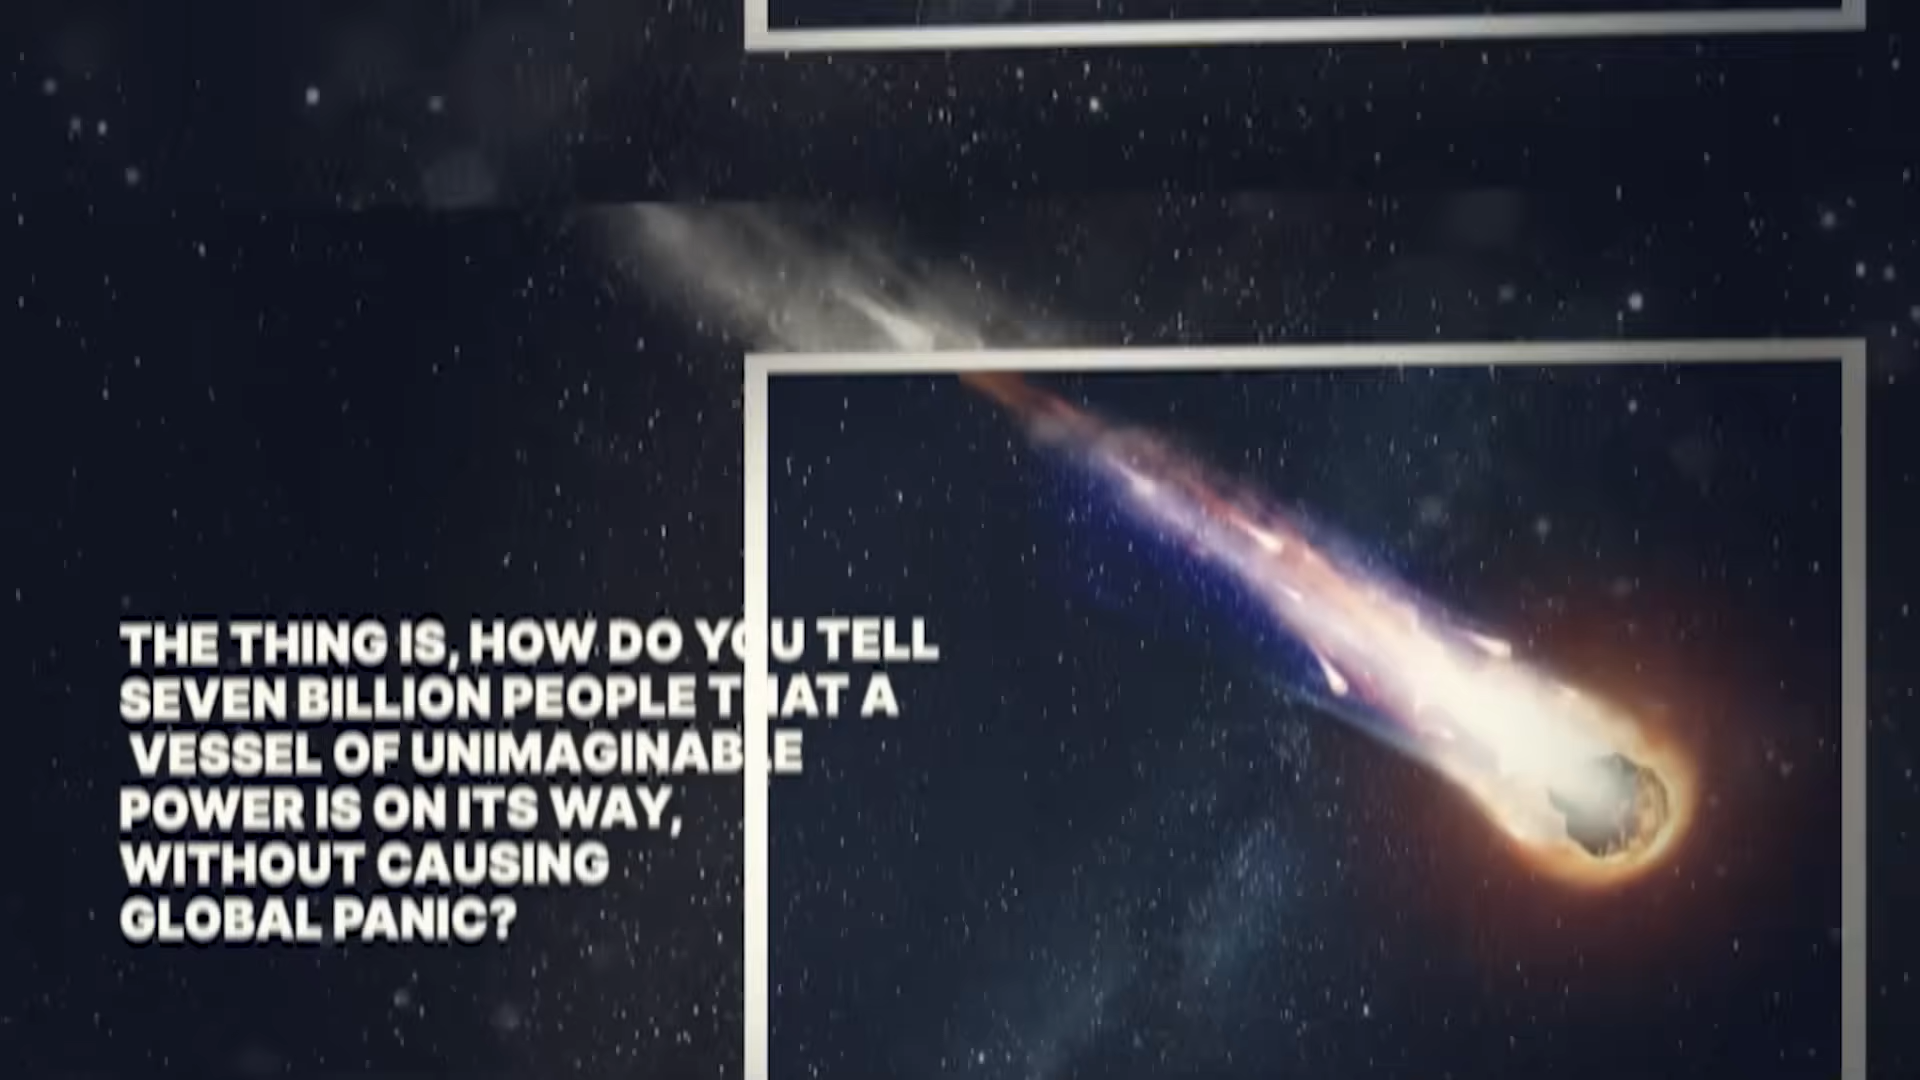 THE THING IS, HOW DO YOU TELL
SEVEN BILLION PEOPLE THAT A
VESSEL OF UNIMAGINABLE
POWER IS ON ITS WAY,
WITHOUT CAUSING
GLOBAL PANIC?